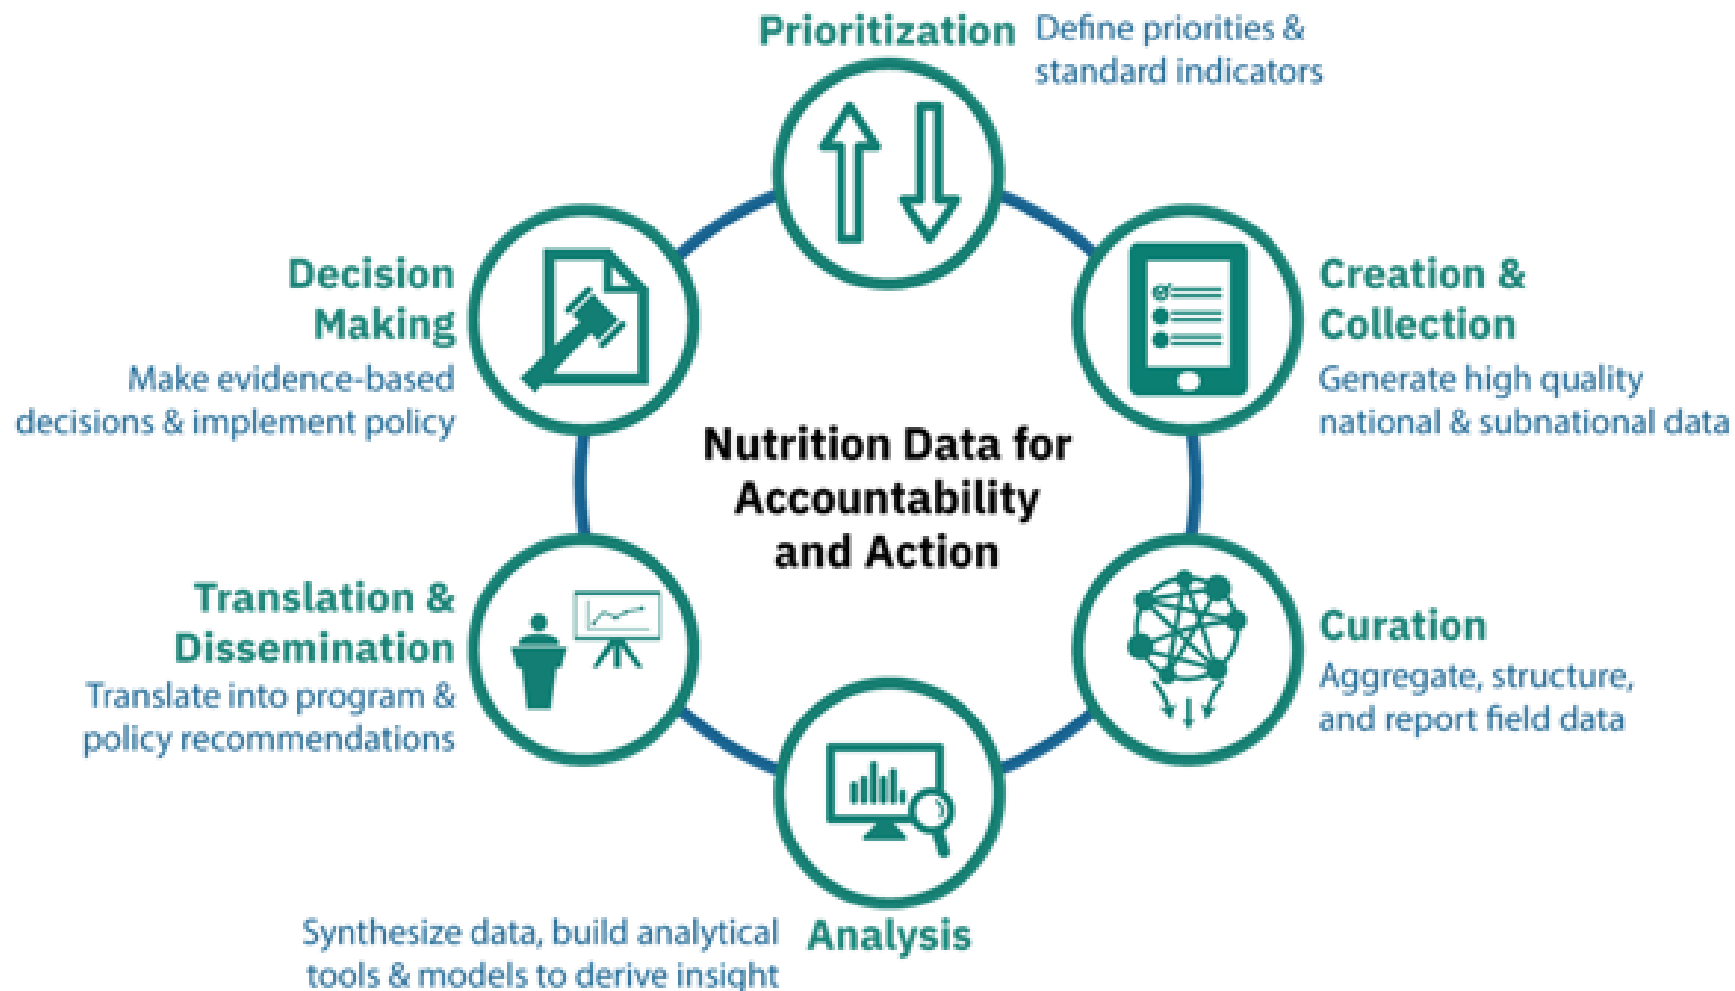 Prioritization
Define priorities &
standard indicators
Creation &
Collection
Generate high quality
national & subnational data
Curation
Aggregate, structure,
and report field data
Analysis
Synthesize data, build analytical
tools & models to derive insight
Translation &
Dissemination
Translate into program &
policy recommendations
Decision
Making
Make evidence-based
decisions & implement policy
Nutrition Data for
Accountability
and Action